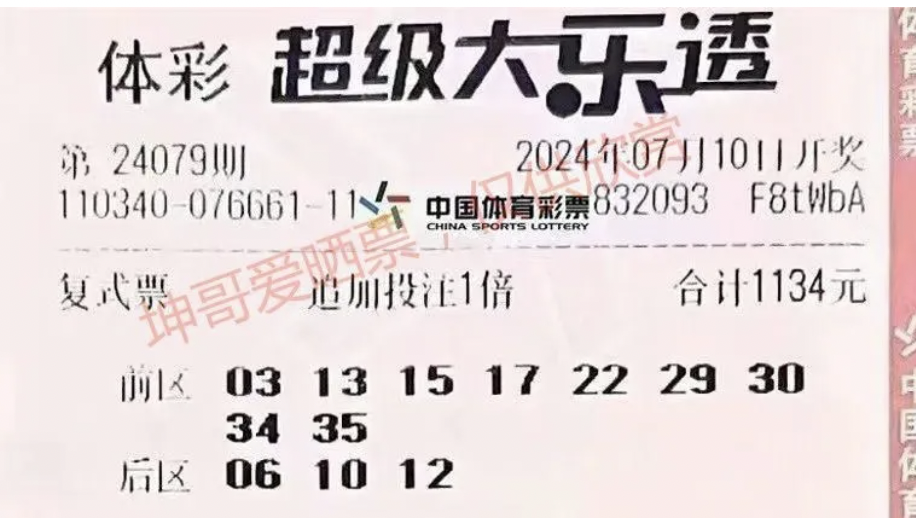 体彩 超级大乐透
第 24079期 2024年07月10日开奖
110340-076661-11 中国体育彩票 832093 F8tWbA
CHINA SPORTS LOTTERY
坤哥爱晒票 仅供欣赏
复式票 追加投注1倍 合计1134元
前区 03 13 15 17 22 29 30
34 35
后区 06 10 12
体育彩票
中国体育